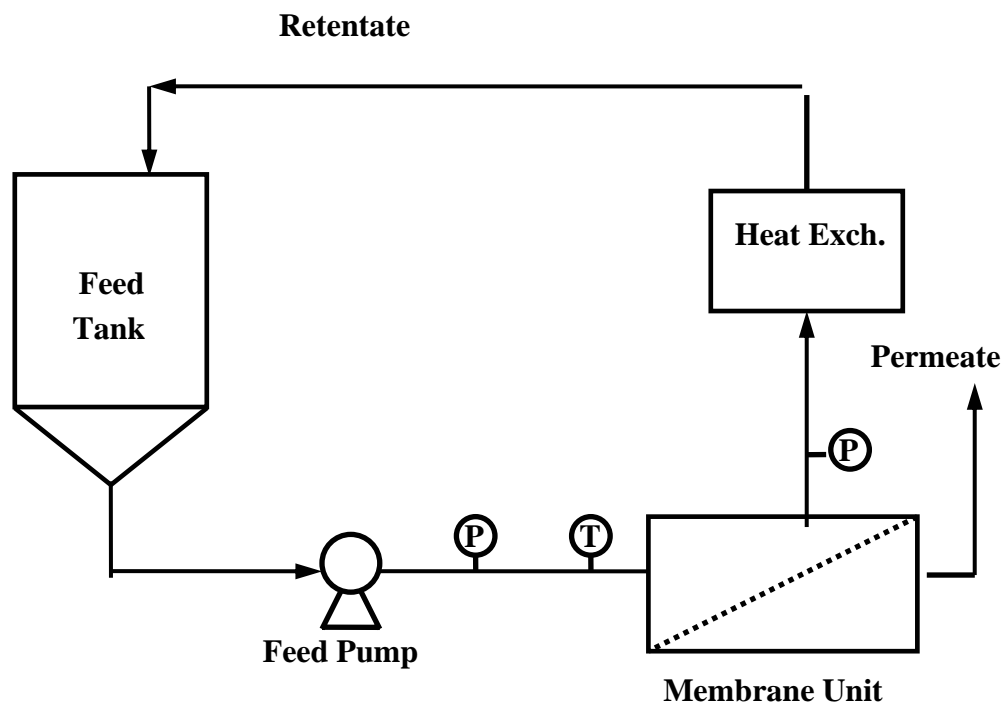 Retentate
Heat Exch.
Feed
Tank
Permeate
P
P
T
Feed Pump
Membrane Unit